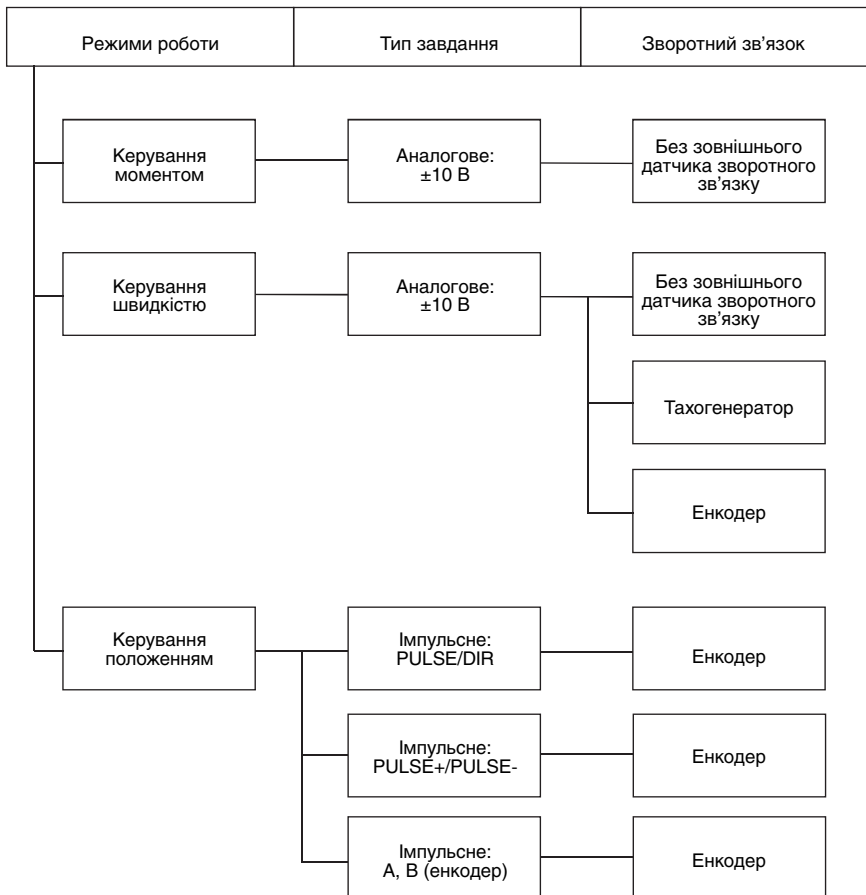 Режими роботи
Тип завдання
Зворотний зв'язок
Керування
моментом
Аналогове:
±10 В
Без зовнішнього
датчика зворотного
зв'язку
Керування
швидкістю
Аналогове:
±10 В
Без зовнішнього
датчика зворотного
зв'язку
Тахогенератор
Енкодер
Керування
положенням
Імпульсне:
PULSE/DIR
Енкодер
Імпульсне:
PULSE+/PULSE-
Енкодер
Імпульсне:
A, B (енкодер)
Енкодер